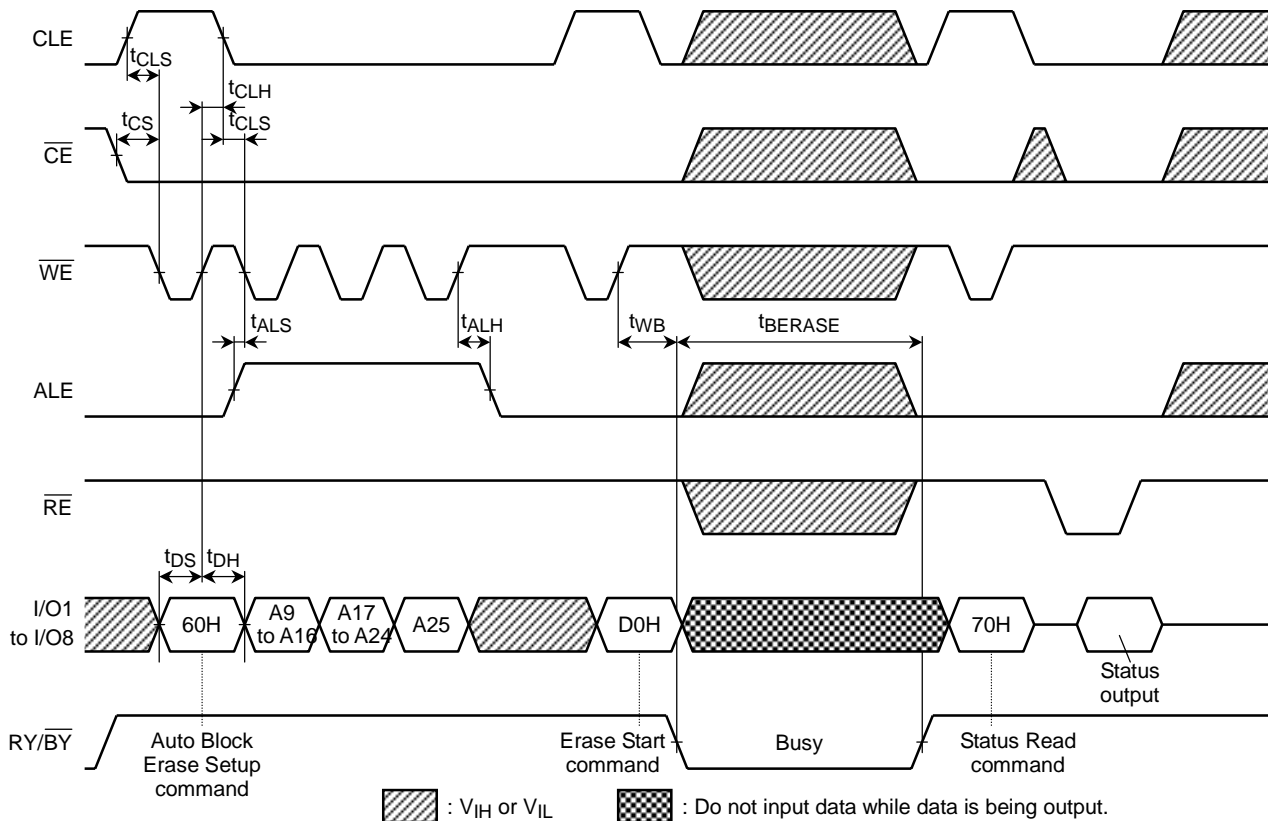 CLE
tCLS
tCLH
tCS
tCLS
CE
WE
tALS
tALH
tWB
tBERASE
ALE
RE
tDS
tDH
I/O1
to I/O8
60H
A9
to A16
A17
to A24
A25
D0H
70H
Status
output
RY/BY
Auto Block
Erase Setup
command
Erase Start
command
Busy
Status Read
command
: VIH or VIL
: Do not input data while data is being output.